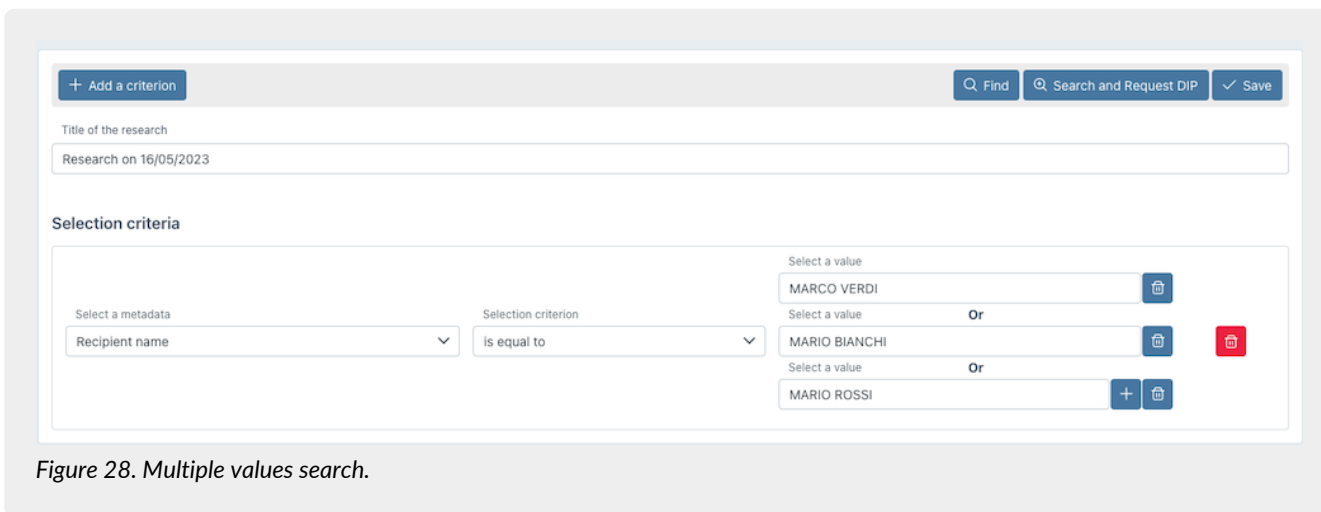 + Add a criterion Find Search and Request DIP Save
Title of the research
Research on 16/05/2023
Selection criteria
Select a value
MARCO VERDI
Select a metadata Selection criterion Select a value Or
Recipient name is equal to MARIO BIANCHI
Select a value Or
MARIO ROSSI +
Figure 28. Multiple values search.